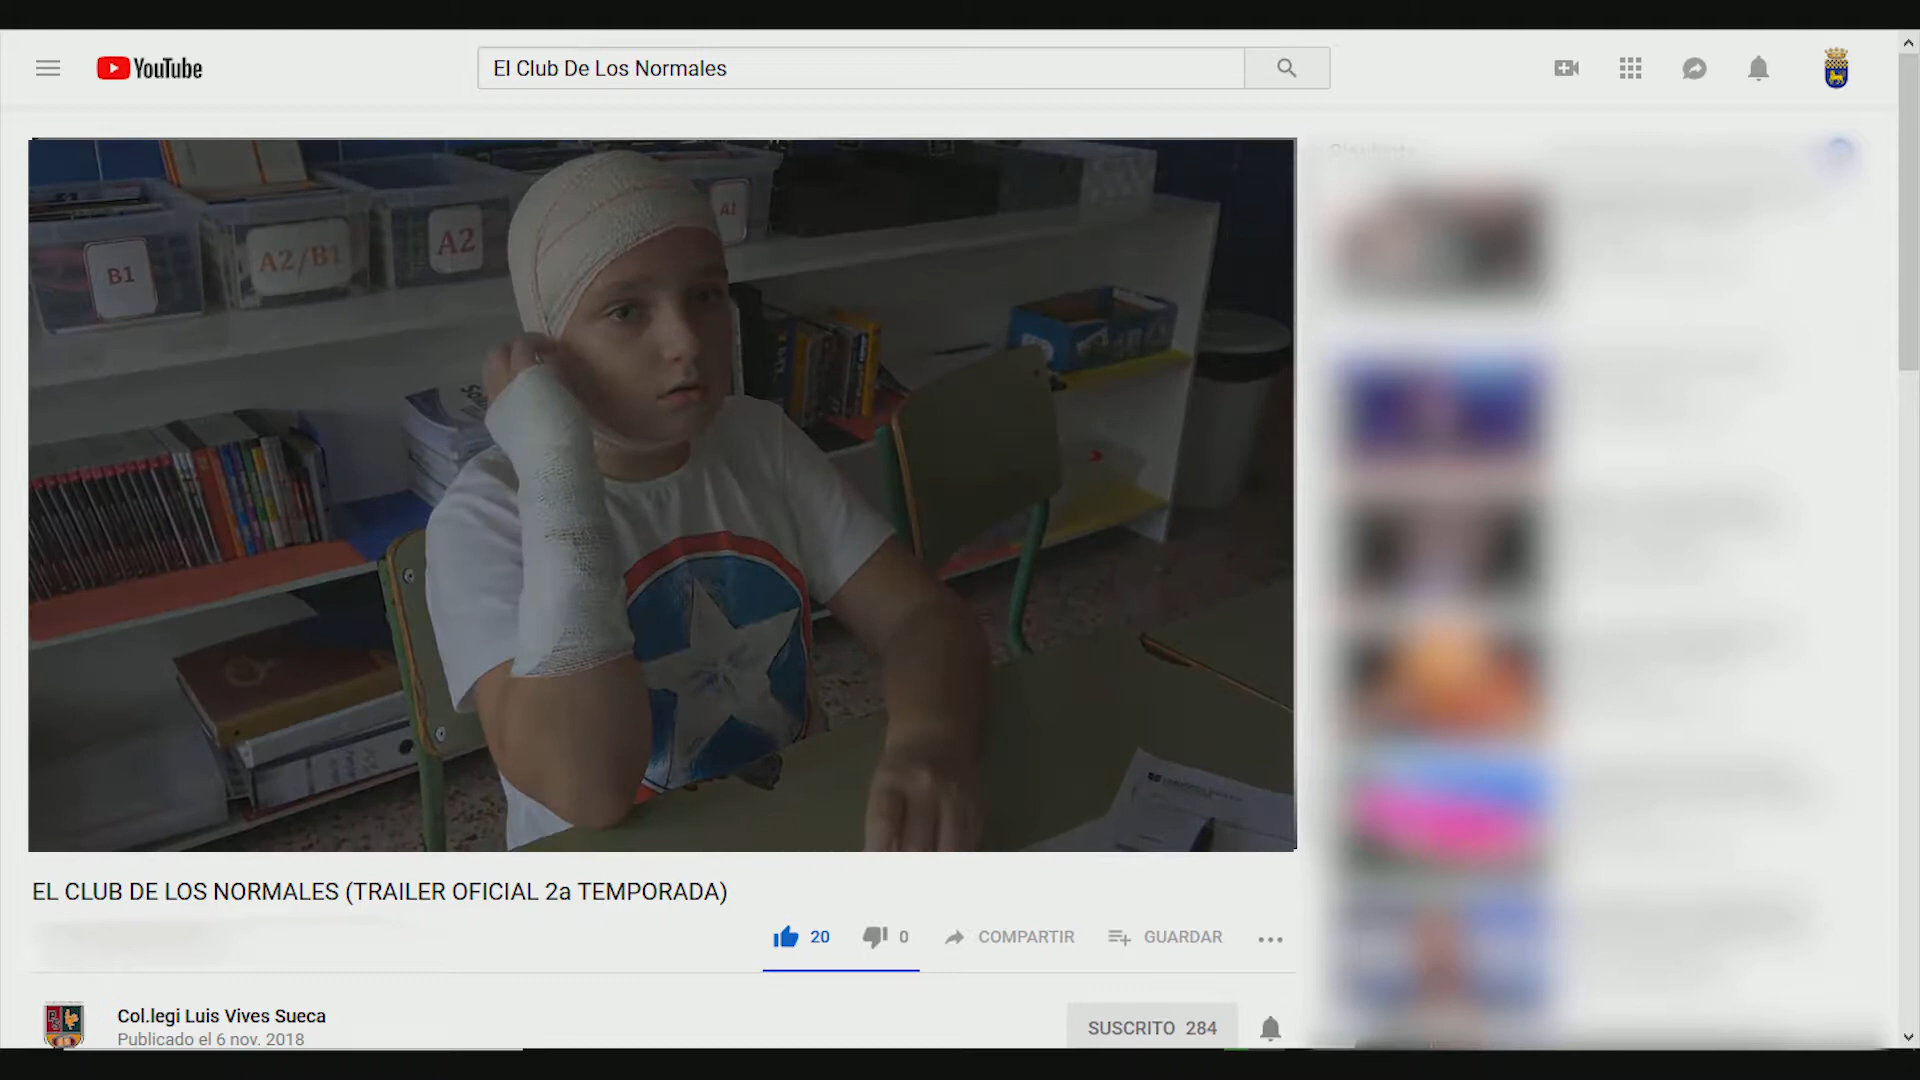 YouTube
El Club De Los Normales
B1
A2/B1
A2
A1
EL CLUB DE LOS NORMALES (TRAILER OFICIAL 2a TEMPORADA)
20
0
COMPARTIR
GUARDAR
Col.legi Luis Vives Sueca
Publicado el 6 nov. 2018
SUSCRITO 284